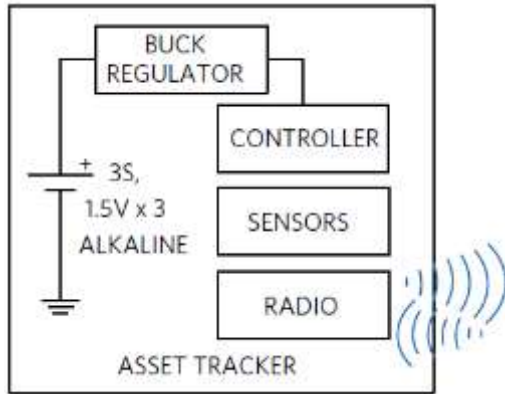 BUCK
REGULATOR
CONTROLLER
+ 3S,
1.5V x 3
ALKALINE
SENSORS
RADIO
ASSET TRACKER